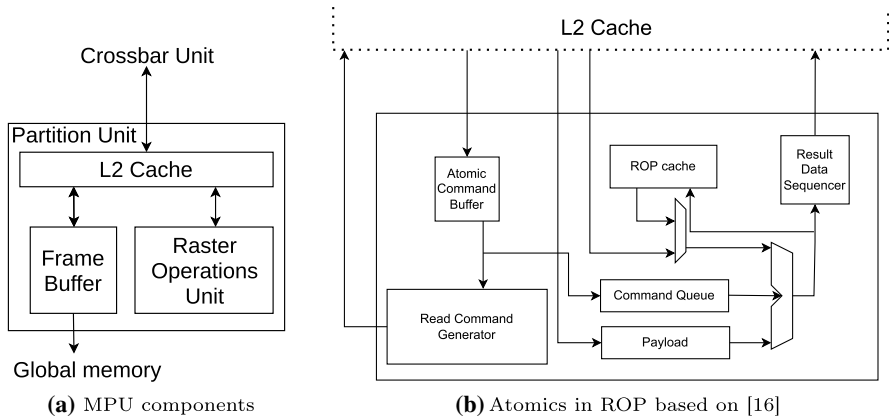 Crossbar Unit
Partition Unit
L2 Cache
Frame
Buffer
Raster
Operations
Unit
Global memory
(a) MPU components
L2 Cache
Atomic
Command
Buffer
ROP cache
Result
Data
Sequencer
Read Command
Generator
Command Queue
Payload
(b) Atomics in ROP based on [16]